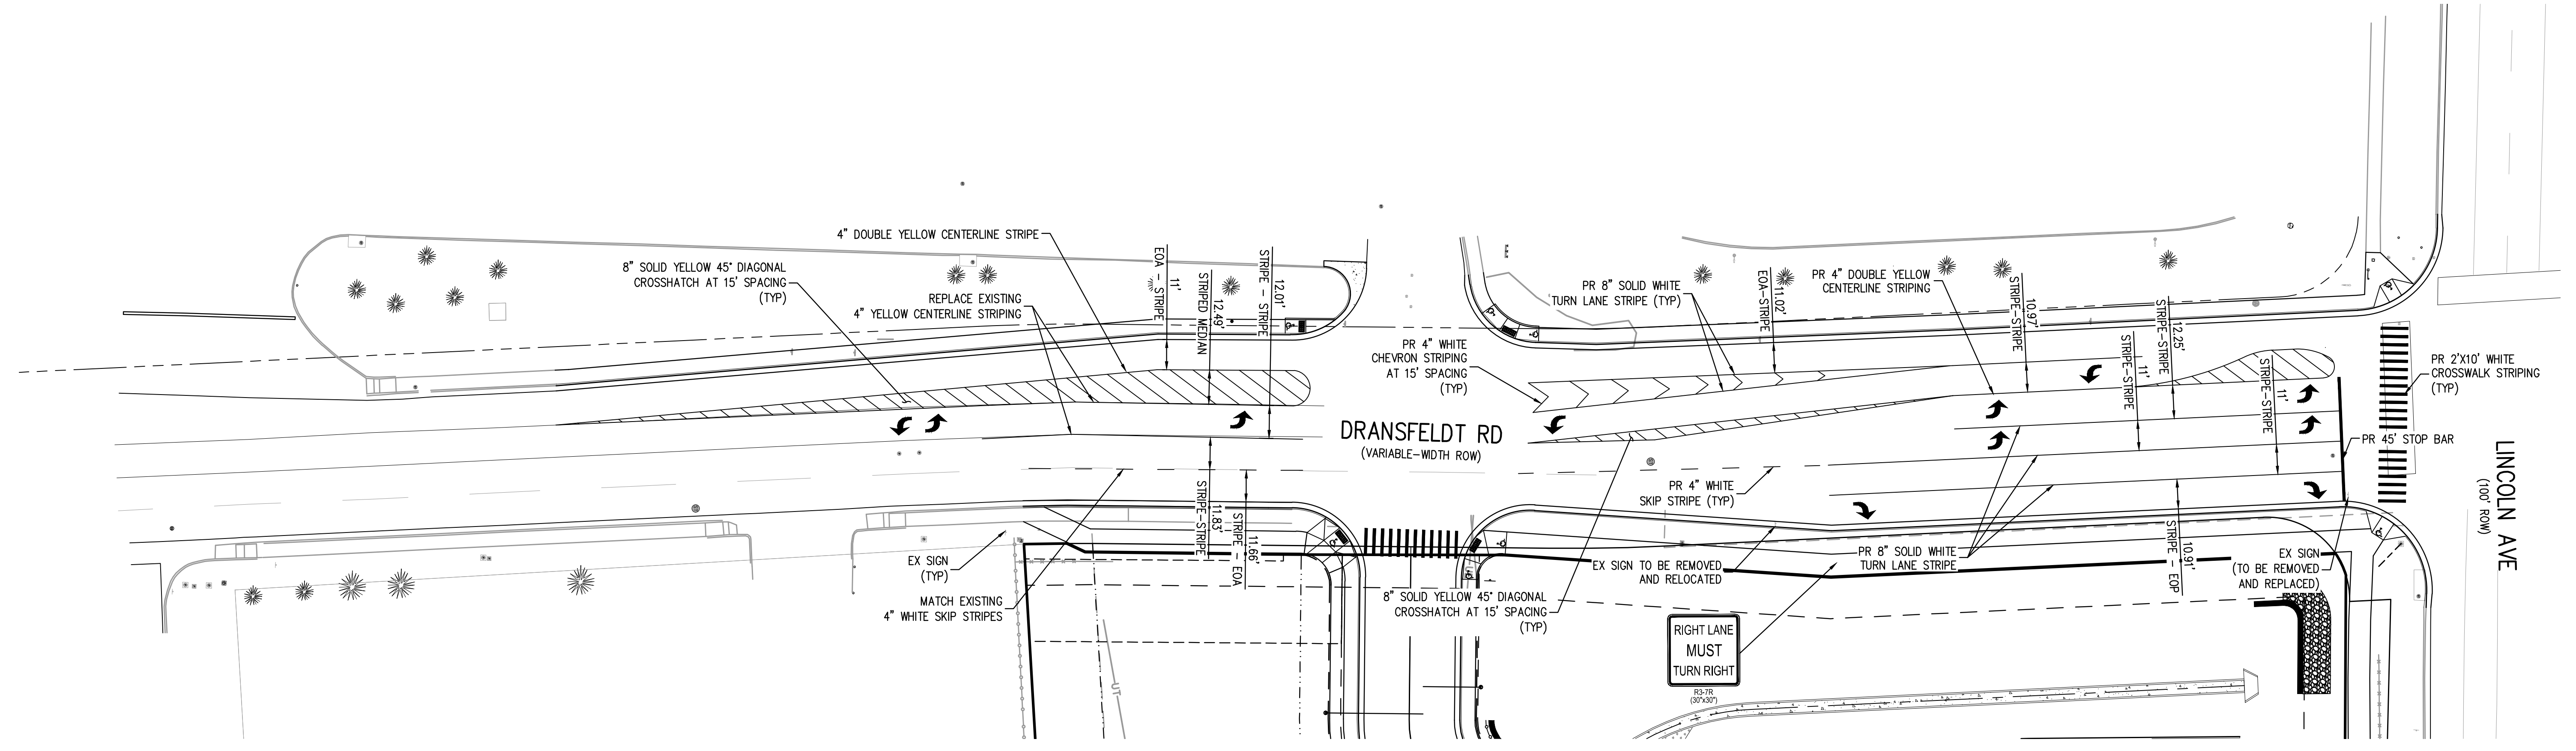 4" DOUBLE YELLOW CENTERLINE STRIPE
8" SOLID YELLOW 45° DIAGONAL
CROSSHATCH AT 15' SPACING
(TYP)
REPLACE EXISTING
4" YELLOW CENTERLINE STRIPING
EOA - STRIPE
11'
STRIPED MEDIAN
12.49'
STRIPE - STRIPE
12.01'
PR 4" WHITE
CHEVRON STRIPING
AT 15' SPACING
(TYP)
PR 8" SOLID WHITE
TURN LANE STRIPE (TYP)
EOA-STRIPE
11.02'
PR 4" DOUBLE YELLOW
CENTERLINE STRIPING
STRIPE-STRIPE
10.97'
STRIPE-STRIPE
11'
STRIPE-STRIPE
12.25'
STRIPE-STRIPE
11'
PR 2'X10' WHITE
CROSSWALK STRIPING
(TYP)
PR 45' STOP BAR
LINCOLN AVE
(100' ROW)
DRANSFELDT RD
(VARIABLE-WIDTH ROW)
PR 4" WHITE
SKIP STRIPE (TYP)
STRIPE-STRIPE
11.83'
STRIPE - EOA
11.66'
EX SIGN
(TYP)
MATCH EXISTING
4" WHITE SKIP STRIPES
8" SOLID YELLOW 45° DIAGONAL
CROSSHATCH AT 15' SPACING
(TYP)
EX SIGN TO BE REMOVED
AND RELOCATED
PR 8" SOLID WHITE
TURN LANE STRIPE
STRIPE - EOP
10.91'
EX SIGN
(TO BE REMOVED
AND REPLACED)
RIGHT LANE
MUST
TURN RIGHT
R3-7R
(30"x30")
UT